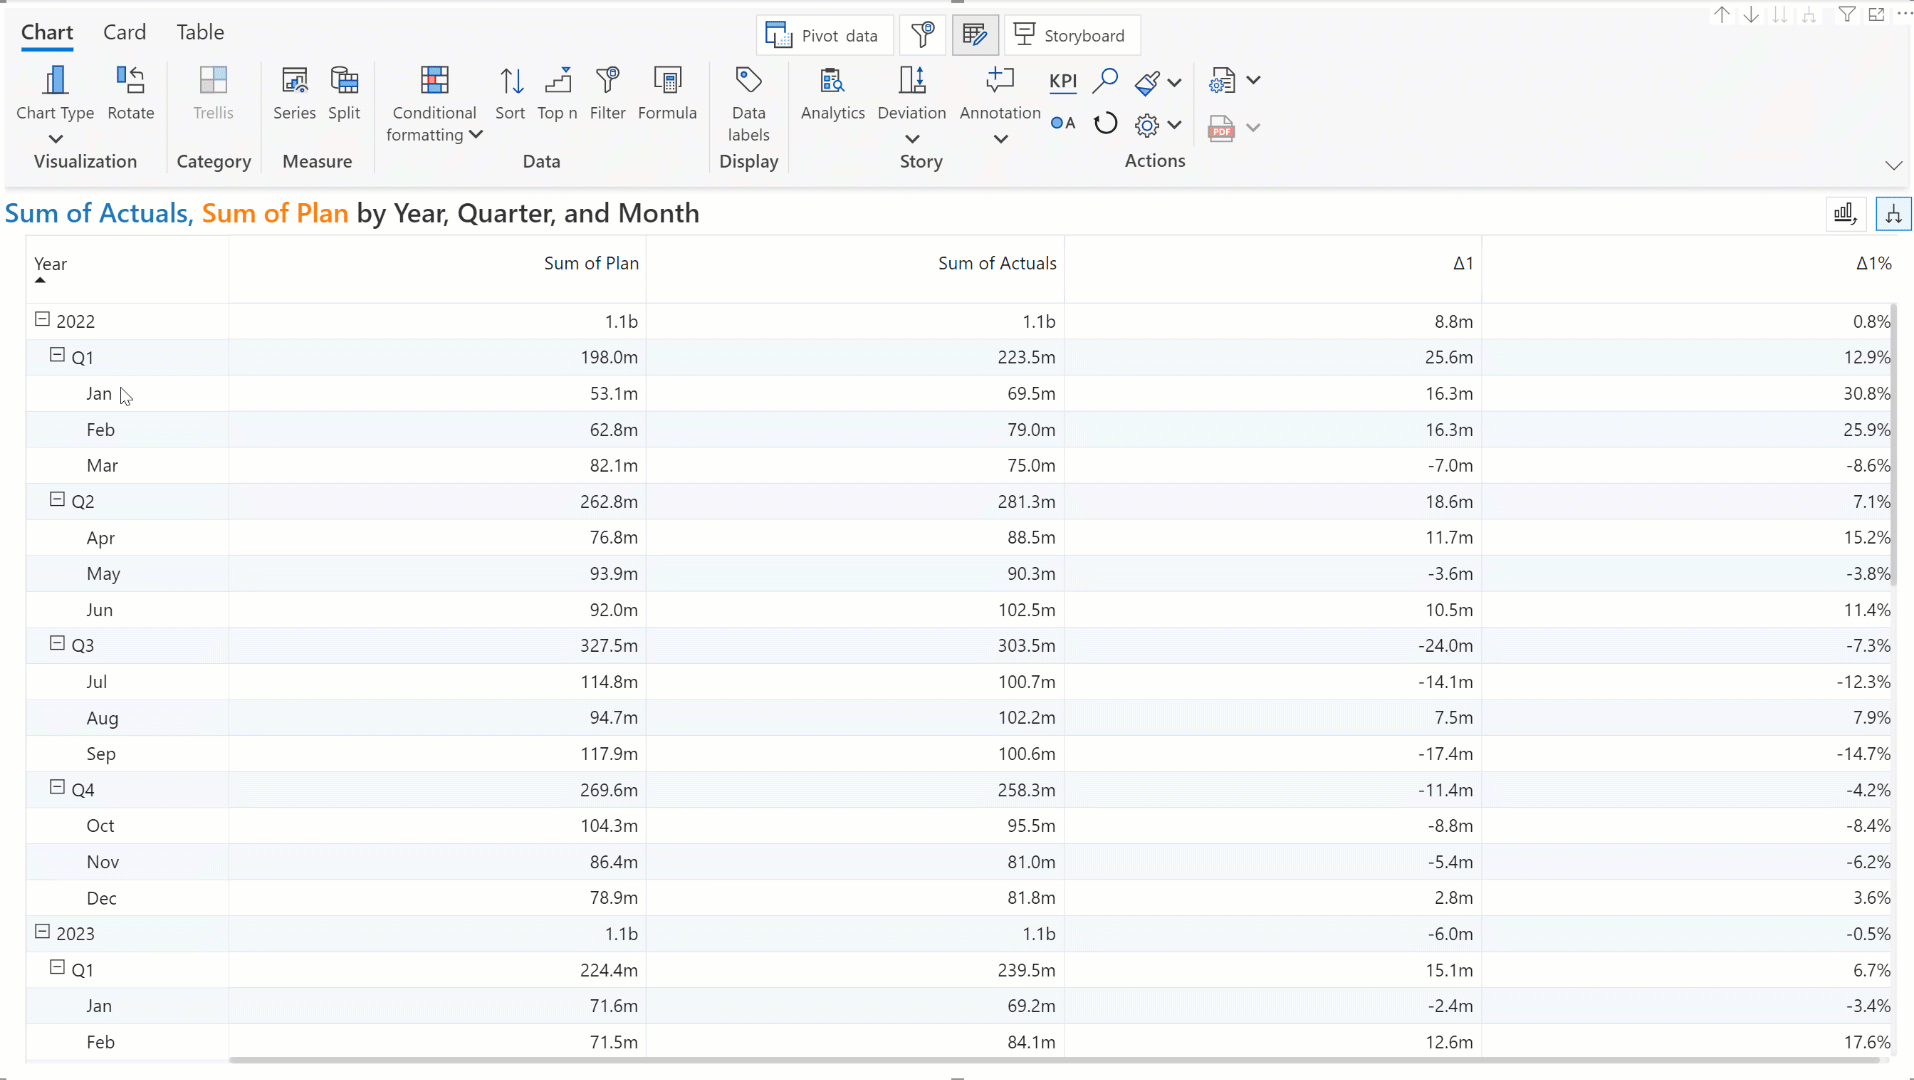 Chart Card Table Pivot data Storyboard
Chart Type Rotate Trellis Series Split Conditional formatting Sort Top n Filter Formula Data labels Analytics Deviation Annotation KPI A PDF
Visualization Category Measure Data Display Story Actions
Sum of Actuals, Sum of Plan by Year, Quarter, and Month
Year Sum of Plan Sum of Actuals Δ1 Δ1%
2022 1.1b 1.1b 8.8m 0.8%
Q1 198.0m 223.5m 25.6m 12.9%
Jan 53.1m 69.5m 16.3m 30.8%
Feb 62.8m 79.0m 16.3m 25.9%
Mar 82.1m 75.0m -7.0m -8.6%
Q2 262.8m 281.3m 18.6m 7.1%
Apr 76.8m 88.5m 11.7m 15.2%
May 93.9m 90.3m -3.6m -3.8%
Jun 92.0m 102.5m 10.5m 11.4%
Q3 327.5m 303.5m -24.0m -7.3%
Jul 114.8m 100.7m -14.1m -12.3%
Aug 94.7m 102.2m 7.5m 7.9%
Sep 117.9m 100.6m -17.4m -14.7%
Q4 269.6m 258.3m -11.4m -4.2%
Oct 104.3m 95.5m -8.8m -8.4%
Nov 86.4m 81.0m -5.4m -6.2%
Dec 78.9m 81.8m 2.8m 3.6%
2023 1.1b 1.1b -6.0m -0.5%
Q1 224.4m 239.5m 15.1m 6.7%
Jan 71.6m 69.2m -2.4m -3.4%
Feb 71.5m 84.1m 12.6m 17.6%